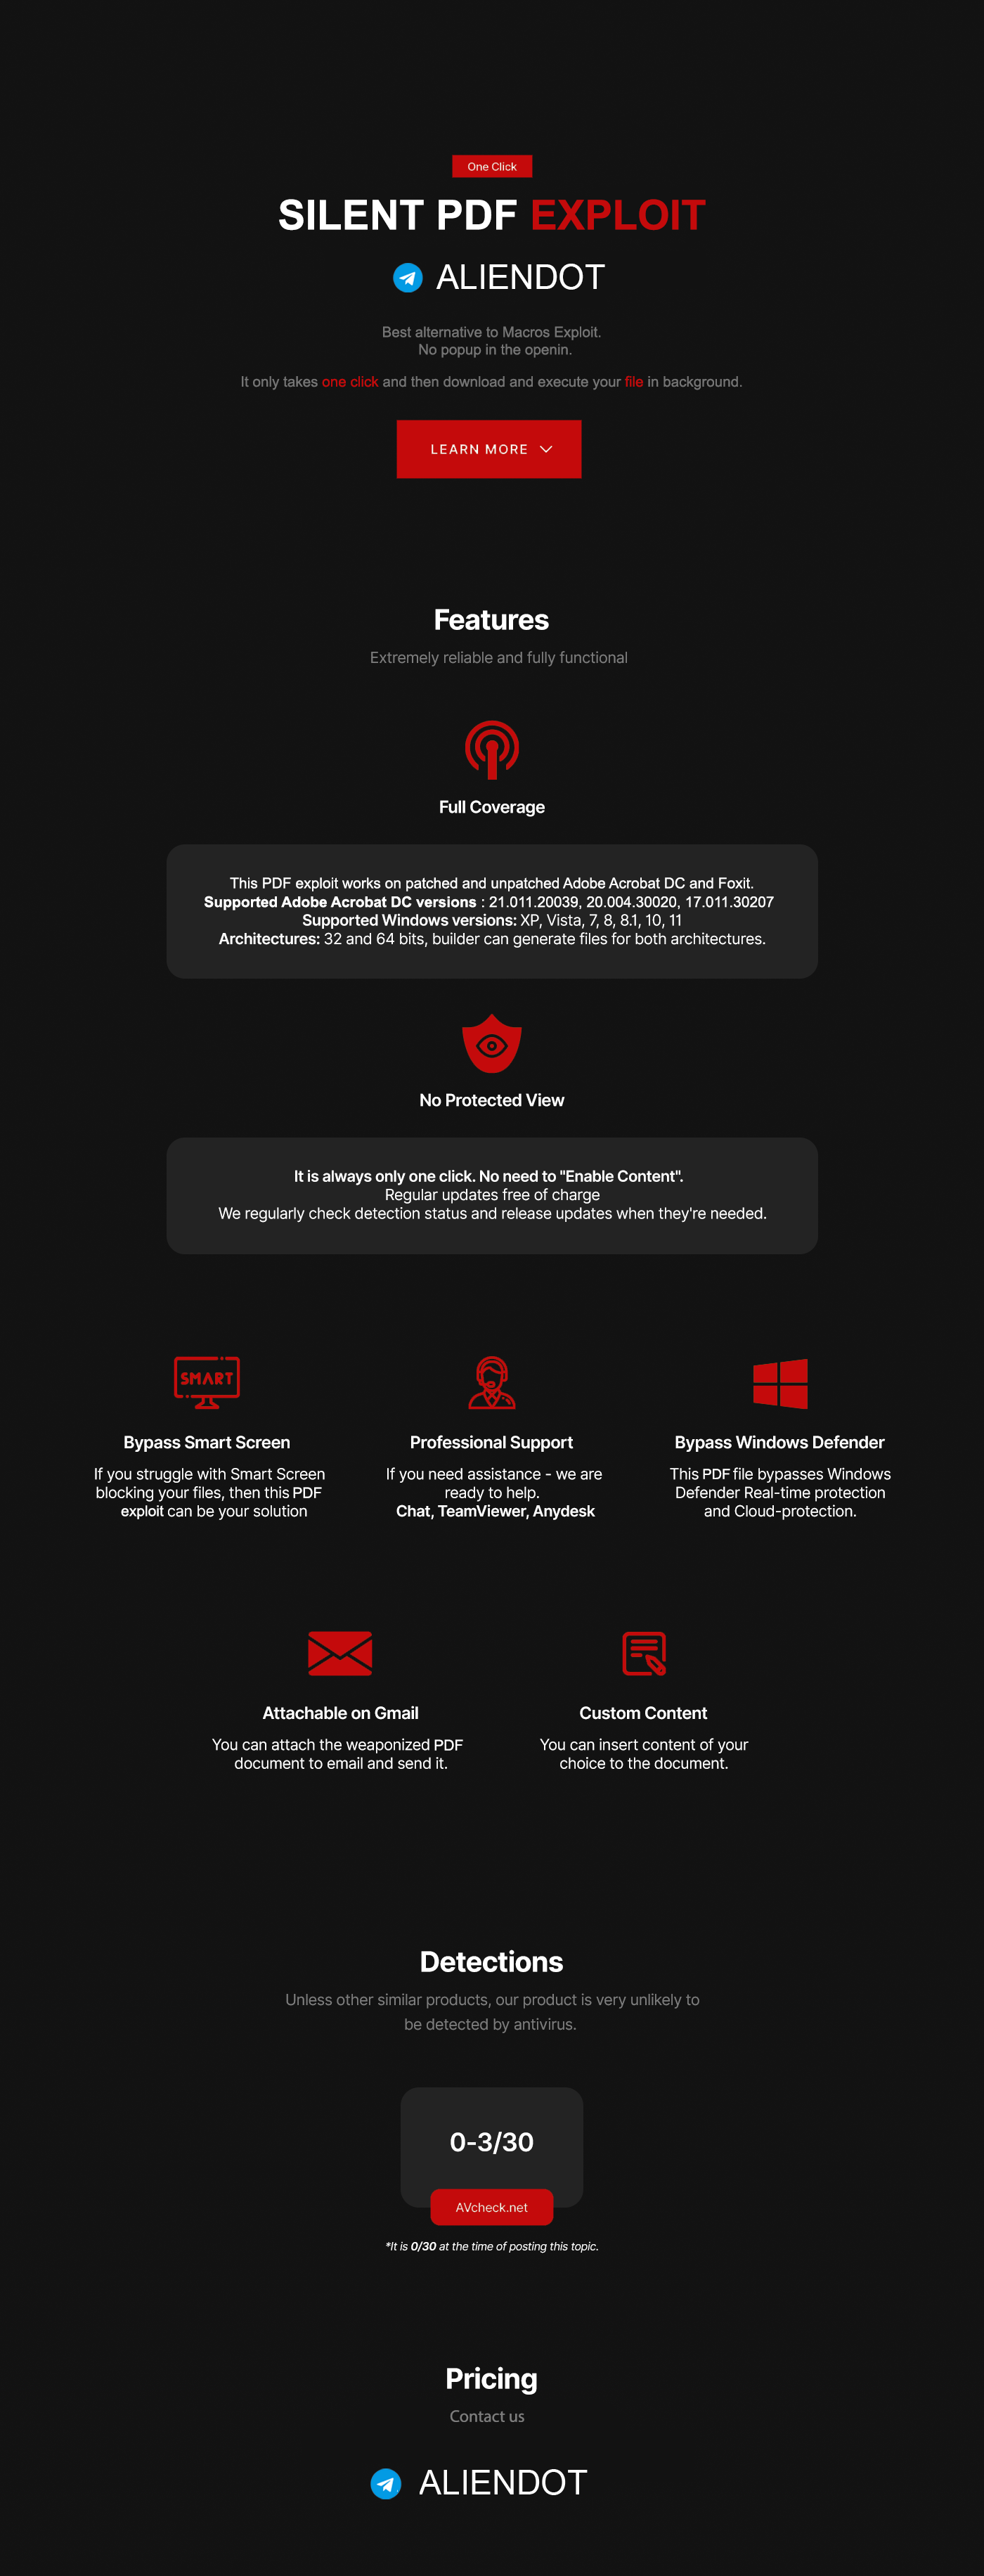 One Click
SILENT PDF EXPLOIT
ALIENDOT
Best alternative to Macros Exploit.
No popup in the openin.
It only takes one click and then download and execute your file in background.
LEARN MORE
Features
Extremely reliable and fully functional
Full Coverage
This PDF exploit works on patched and unpatched Adobe Acrobat DC and Foxit.
Supported Adobe Acrobat DC versions : 21.011.20039, 20.004.30020, 17.011.30207
Supported Windows versions: XP, Vista, 7, 8, 8.1, 10, 11
Architectures: 32 and 64 bits, builder can generate files for both architectures.
No Protected View
It is always only one click. No need to "Enable Content".
Regular updates free of charge
We regularly check detection status and release updates when they're needed.
SMART
Bypass Smart Screen
If you struggle with Smart Screen
blocking your files, then this PDF
exploit can be your solution
Professional Support
If you need assistance - we are
ready to help.
Chat, TeamViewer, Anydesk
Bypass Windows Defender
This PDF file bypasses Windows
Defender Real-time protection
and Cloud-protection.
Attachable on Gmail
You can attach the weaponized PDF
document to email and send it.
Custom Content
You can insert content of your
choice to the document.
Detections
Unless other similar products, our product is very unlikely to
be detected by antivirus.
0-3/30
AVcheck.net
*It is 0/30 at the time of posting this topic.
Pricing
Contact us
ALIENDOT